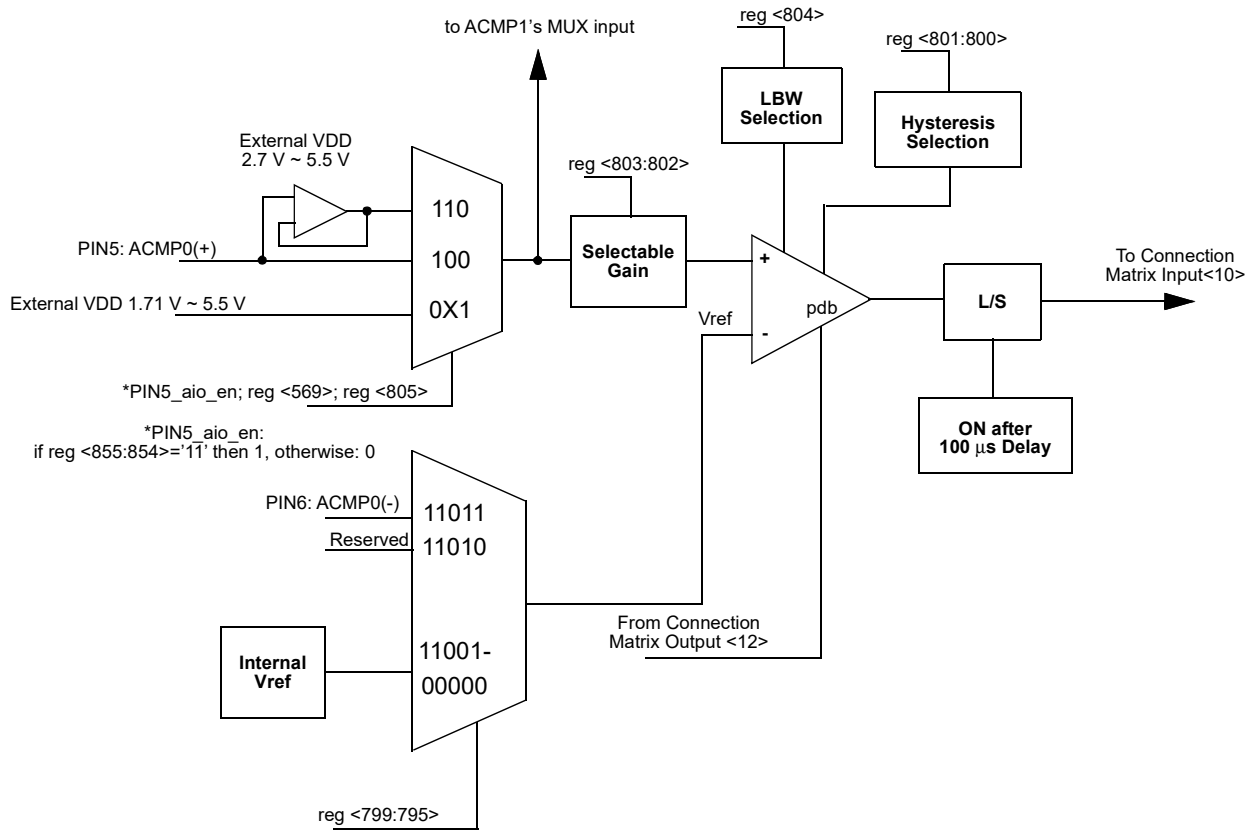 reg <804>
to ACMP1's MUX input
reg <801:800>
LBW
Selection
Hysteresis
Selection
External VDD
2.7 V ~ 5.5 V
reg <803:802>
110
PIN5: ACMP0(+)
100
Selectable
Gain
+
To Connection
Matrix Input<10>
External VDD 1.71 V ~ 5.5 V
0X1
L/S
pdb
Vref
-
*PIN5_aio_en; reg <569>; reg <805>
*PIN5_aio_en:
if reg <855:854>='11' then 1, otherwise: 0
ON after
100 μs Delay
PIN6: ACMP0(-)
11011
Reserved
11010
From Connection
Matrix Output <12>
Internal
Vref
11001-
00000
reg <799:795>